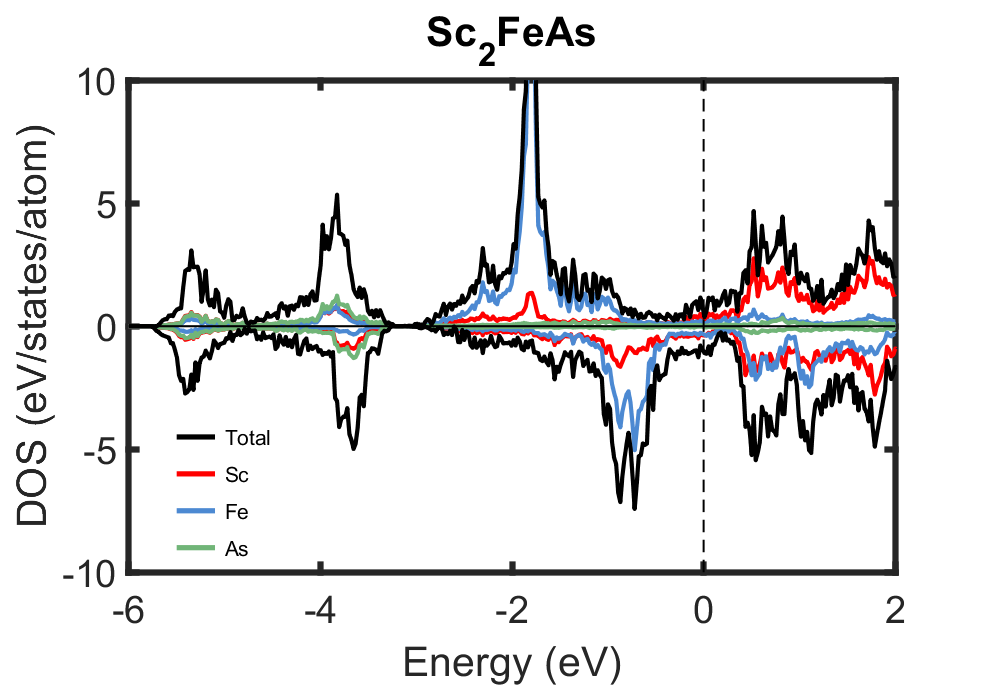 Sc₂FeAs
10
5
0
-5
-10
DOS (eV/states/atom)
Total
Sc
Fe
As
-6 -4 -2 0 2
Energy (eV)